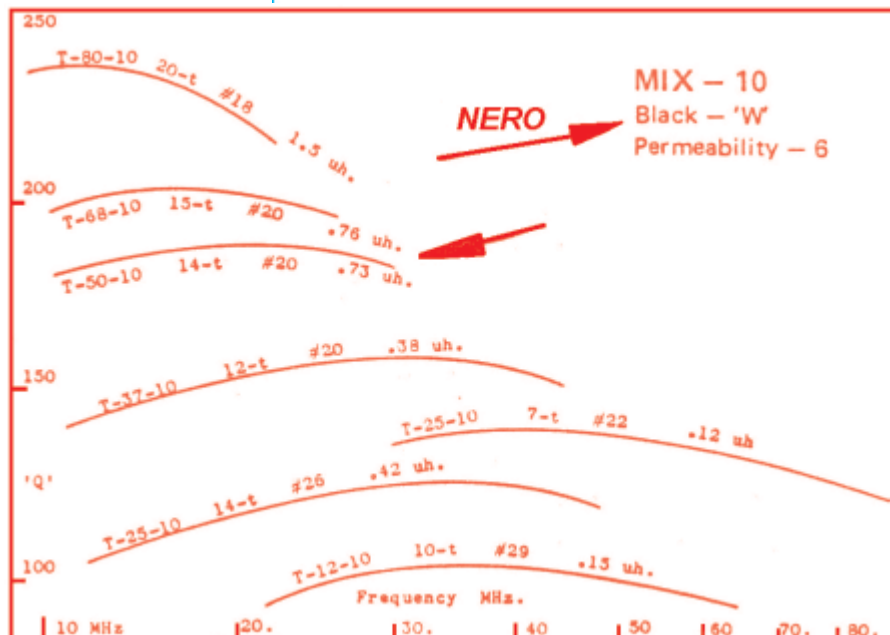 250
T-80-10 20-t #18 1.5 uh.
MIX – 10
NERO
Black – 'W'
Permeability – 6
200
T-68-10 15-t #20 .76 uh.
T-50-10 14-t #20 .73 uh.
T-37-10 12-t #20 .38 uh.
150
T-25-10 7-t #22 .12 uh
'Q'
T-25-10 14-t #26 .42 uh.
100
T-12-10 10-t #29 .15 uh.
Frequency MHz.
10 MHz 20. 30. 40 50 60. 70. 80.